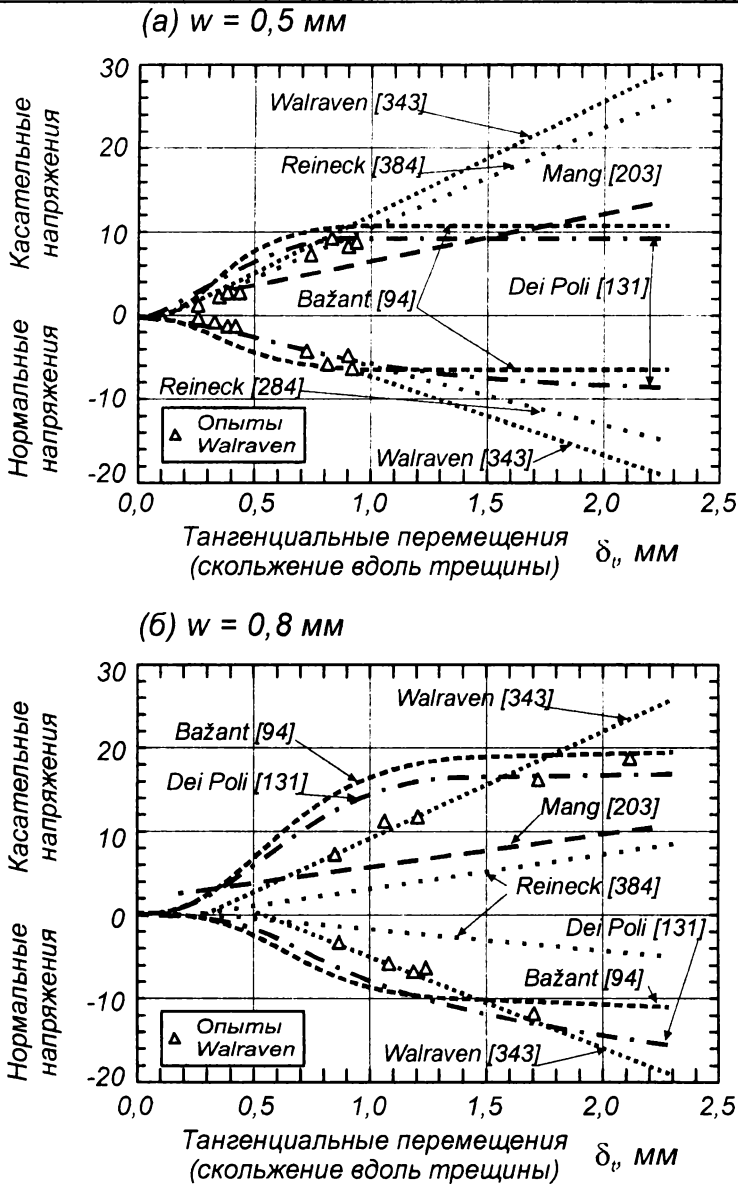 (а) w = 0,5 мм
Касательные
напряжения
Нормальные
напряжения
30
20
10
0
-10
-20
Walraven [343]
Reineck [384]
Mang [203]
Bažant [94]
Dei Poli [131]
Reineck [284]
Опыты
Walraven
Walraven [343]
0,0 0,5 1,0 1,5 2,0 2,5
Тангенциальные перемещения
(скольжение вдоль трещины) δt, мм
(б) w = 0,8 мм
Касательные
напряжения
Нормальные
напряжения
30
20
10
0
-10
-20
Walraven [343]
Bažant [94]
Dei Poli [131]
Mang [203]
Reineck [384]
Dei Poli [131]
Bažant [94]
Опыты
Walraven
Walraven [343]
0,0 0,5 1,0 1,5 2,0 2,5
Тангенциальные перемещения
(скольжение вдоль трещины) δt, мм